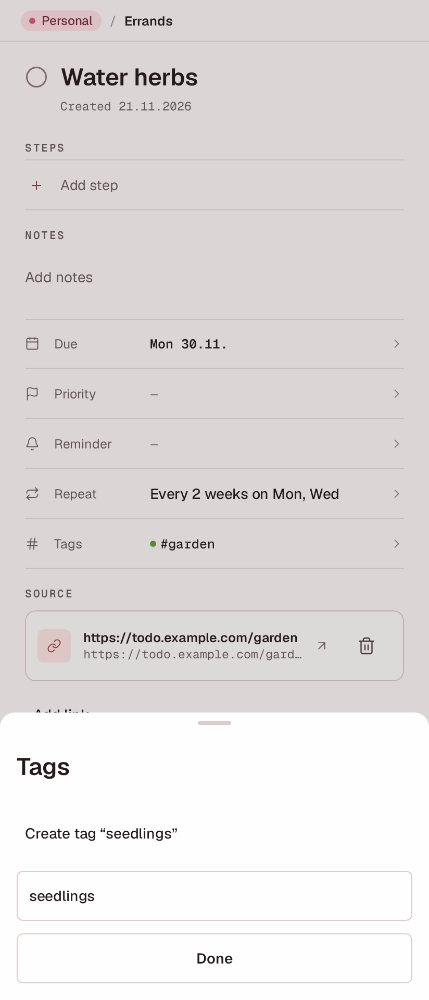 Personal / Errands
Water herbs
Created 21.11.2026
STEPS
+ Add step
NOTES
Add notes
Due Mon 30.11.
Priority –
Reminder –
Repeat Every 2 weeks on Mon, Wed
Tags #garden
SOURCE
https://todo.example.com/garden
https://todo.example.com/gard…
Add link
Tags
Create tag “seedlings”
seedlings
Done